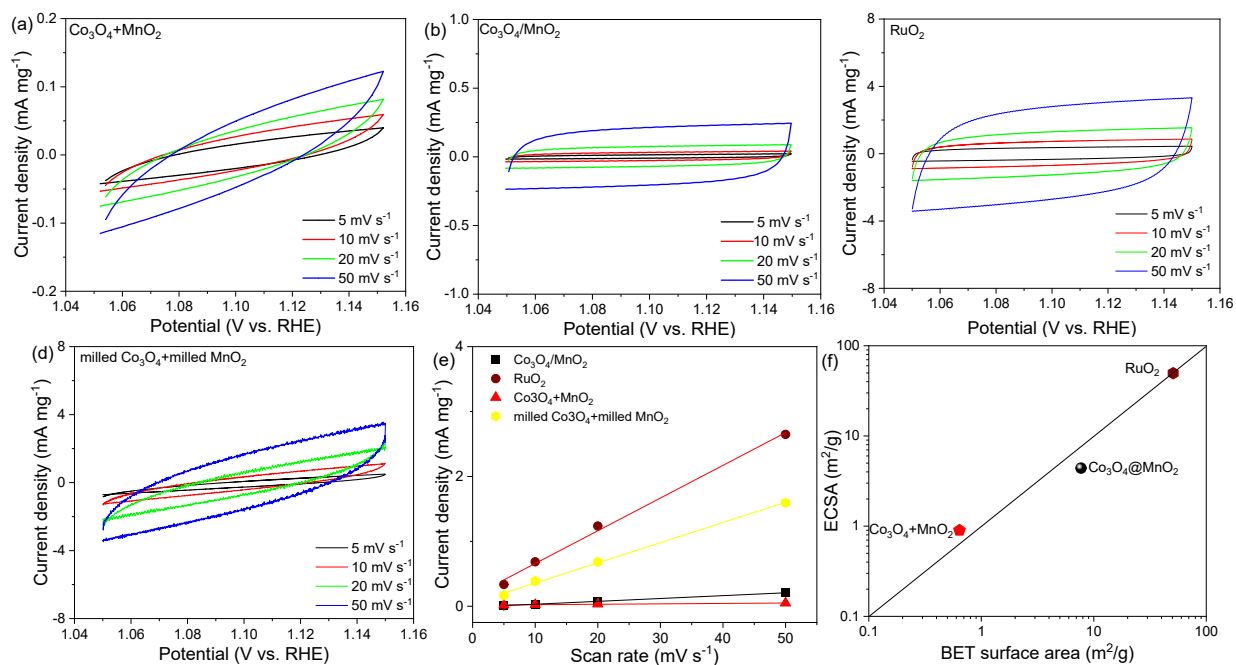 (a)
Co₃O₄+MnO₂
0.2
0.1
0.0
-0.1
-0.2
Current density (mA mg⁻¹)
5 mV s⁻¹
10 mV s⁻¹
20 mV s⁻¹
50 mV s⁻¹
1.04 1.06 1.08 1.10 1.12 1.14 1.16
Potential (V vs. RHE)
(b)
Co₃O₄/MnO₂
1.0
0.5
0.0
-0.5
-1.0
Current density (mA mg⁻¹)
5 mV s⁻¹
10 mV s⁻¹
20 mV s⁻¹
50 mV s⁻¹
1.04 1.06 1.08 1.10 1.12 1.14 1.16
Potential (V vs. RHE)
RuO₂
8
4
0
-4
-8
Current density (mA mg⁻¹)
5 mV s⁻¹
10 mV s⁻¹
20 mV s⁻¹
50 mV s⁻¹
1.04 1.06 1.08 1.10 1.12 1.14 1.16
Potential (V vs. RHE)
(d)
milled Co₃O₄+milled MnO₂
8
4
0
-4
-8
Current density (mA mg⁻¹)
5 mV s⁻¹
10 mV s⁻¹
20 mV s⁻¹
50 mV s⁻¹
1.04 1.06 1.08 1.10 1.12 1.14 1.16
Potential (V vs. RHE)
(e)
Co₃O₄/MnO₂
RuO₂
Co3O₄+MnO₂
milled Co3O₄+milled MnO₂
4
2
0
Current density (mA mg⁻¹)
0 10 20 30 40 50
Scan rate (mV s⁻¹)
(f)
RuO₂
Co₃O₄@MnO₂
Co₃O₄+MnO₂
100
10
1
0.1
ECSA (m²/g)
0.1 1 10 100
BET surface area (m²/g)